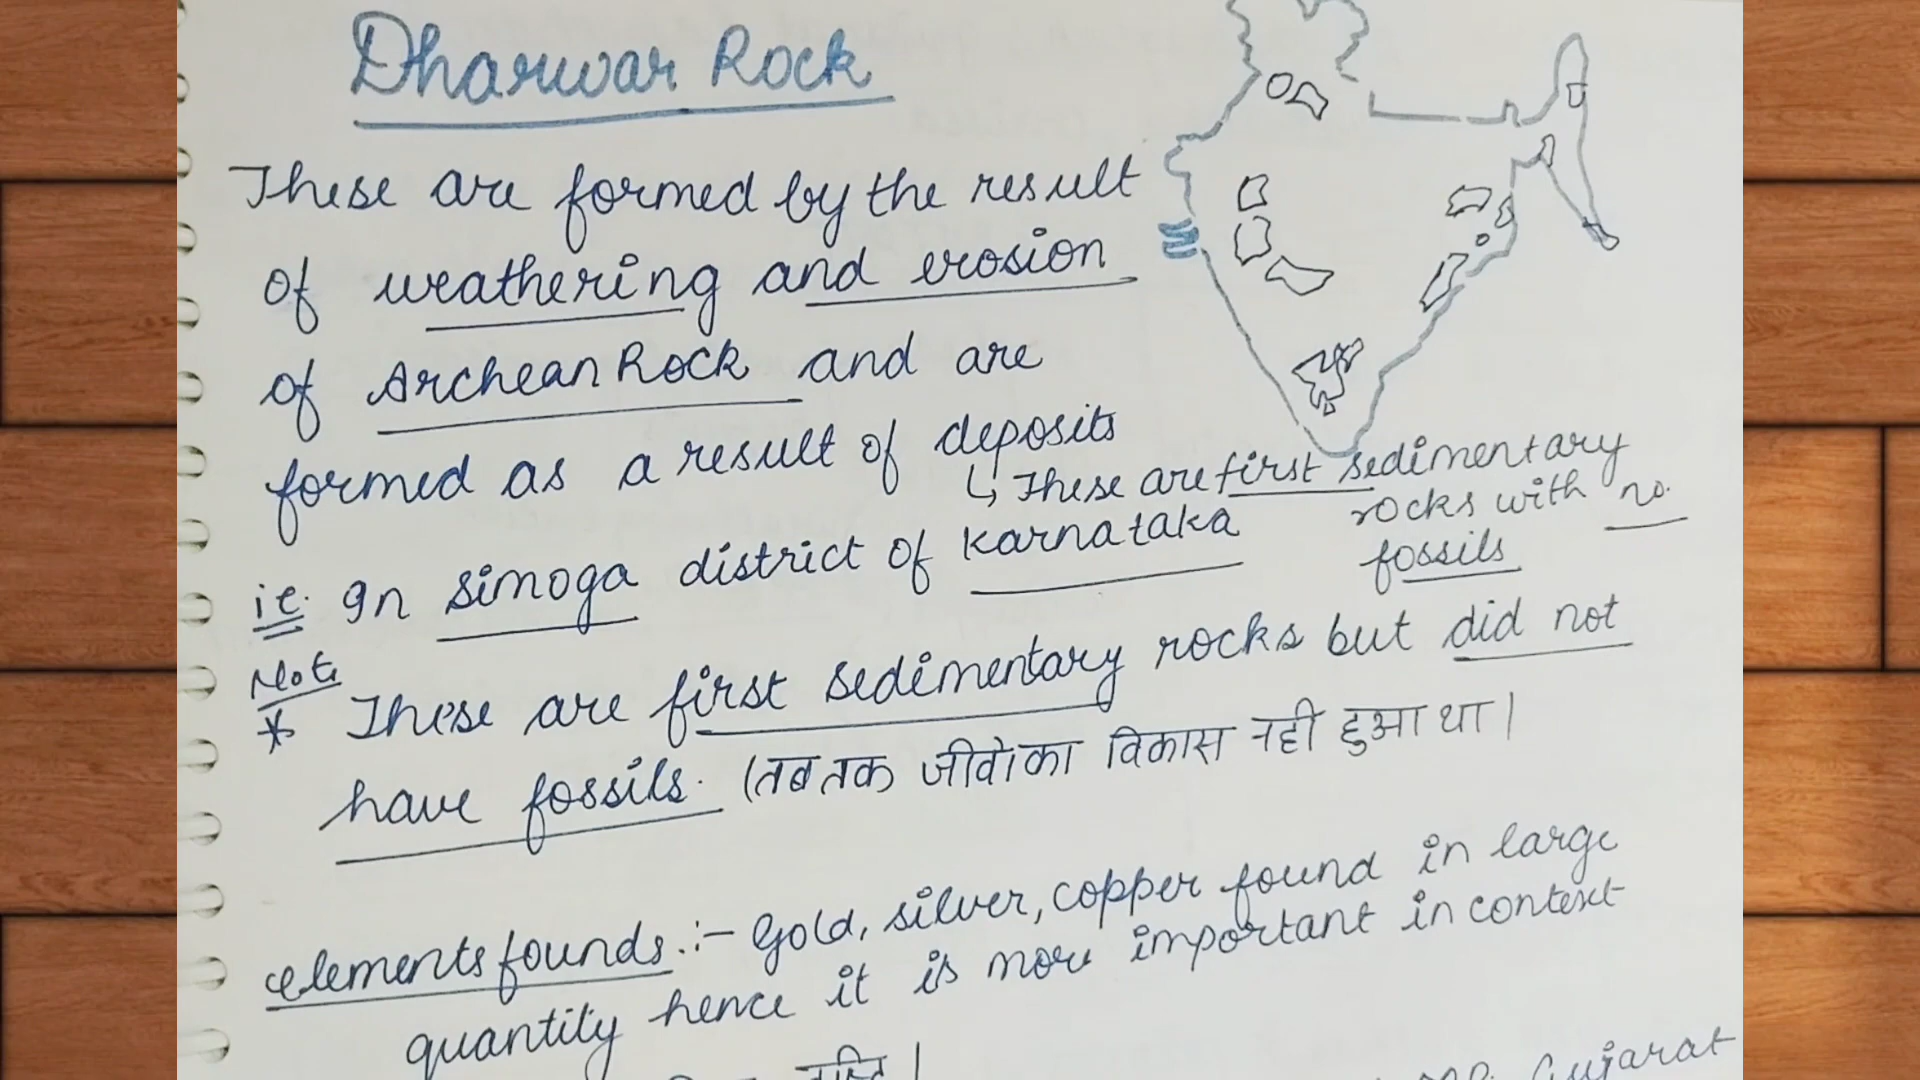 Dharwar Rock
These are formed by the result
of weathering and erosion
of Archean Rock and are
formed as a result of deposits
↳ These are first sedimentary
rocks with no.
fossils
i.e. In Simoga district of Karnataka
Note
* These are first sedimentary rocks but did not
have fossils. (तब तक जीवो का विकास नही हुआ था।
elements founds :- Gold, silver, copper found in large
quantity hence it is more important in context
Gujarat